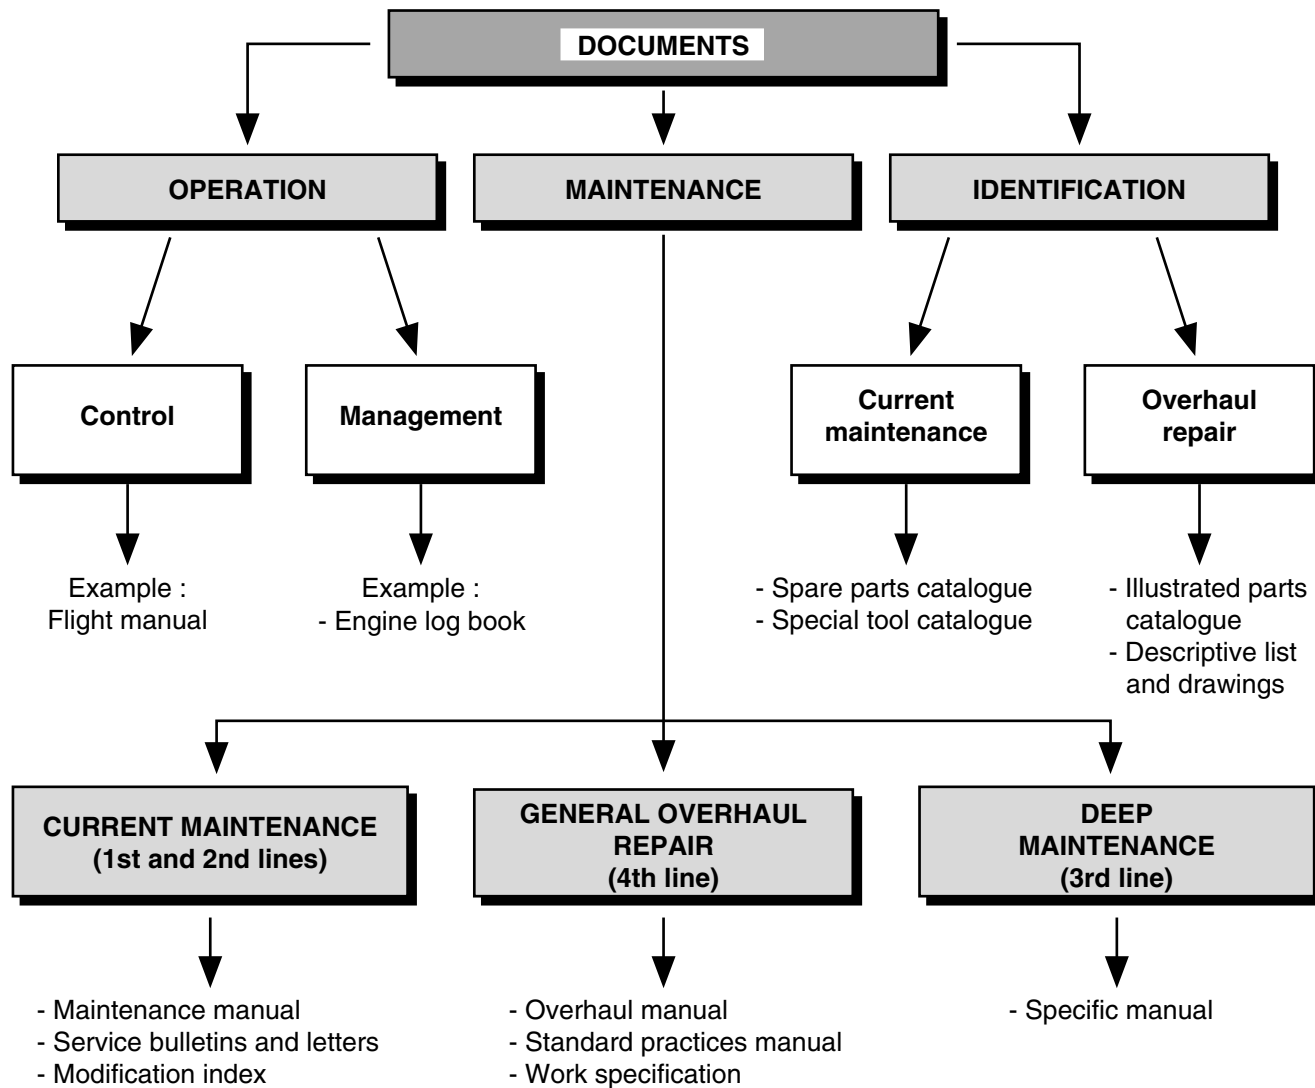 DOCUMENTS
OPERATION
MAINTENANCE
IDENTIFICATION
Control
Management
Current
maintenance
Overhaul
repair
Example :
Flight manual
Example :
- Engine log book
- Spare parts catalogue
- Special tool catalogue
- Illustrated parts
catalogue
- Descriptive list
and drawings
CURRENT MAINTENANCE
(1st and 2nd lines)
GENERAL OVERHAUL
REPAIR
(4th line)
DEEP
MAINTENANCE
(3rd line)
- Maintenance manual
- Service bulletins and letters
- Modification index
- Overhaul manual
- Standard practices manual
- Work specification
- Specific manual